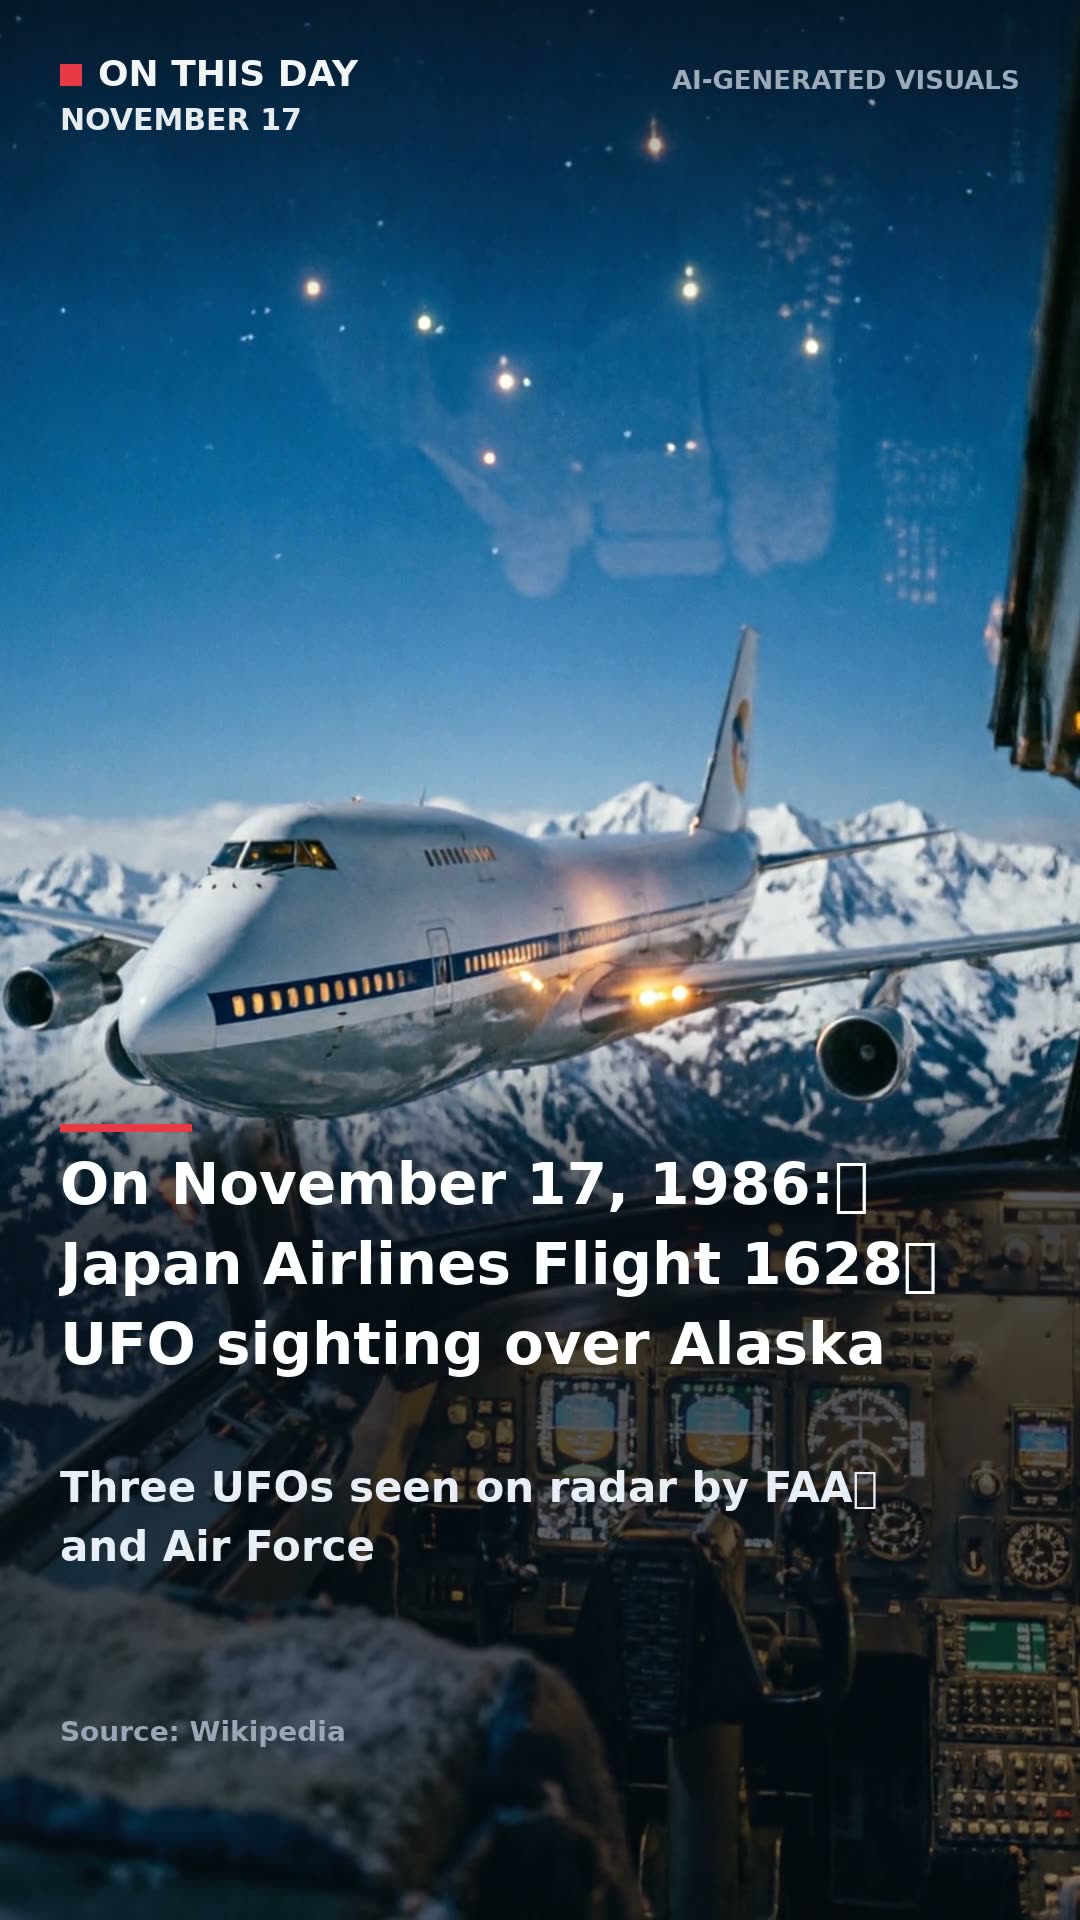 ON THIS DAY
AI-GENERATED VISUALS
NOVEMBER 17
On November 17, 1986:
Japan Airlines Flight 1628
UFO sighting over Alaska
Three UFOs seen on radar by FAA
and Air Force
Source: Wikipedia